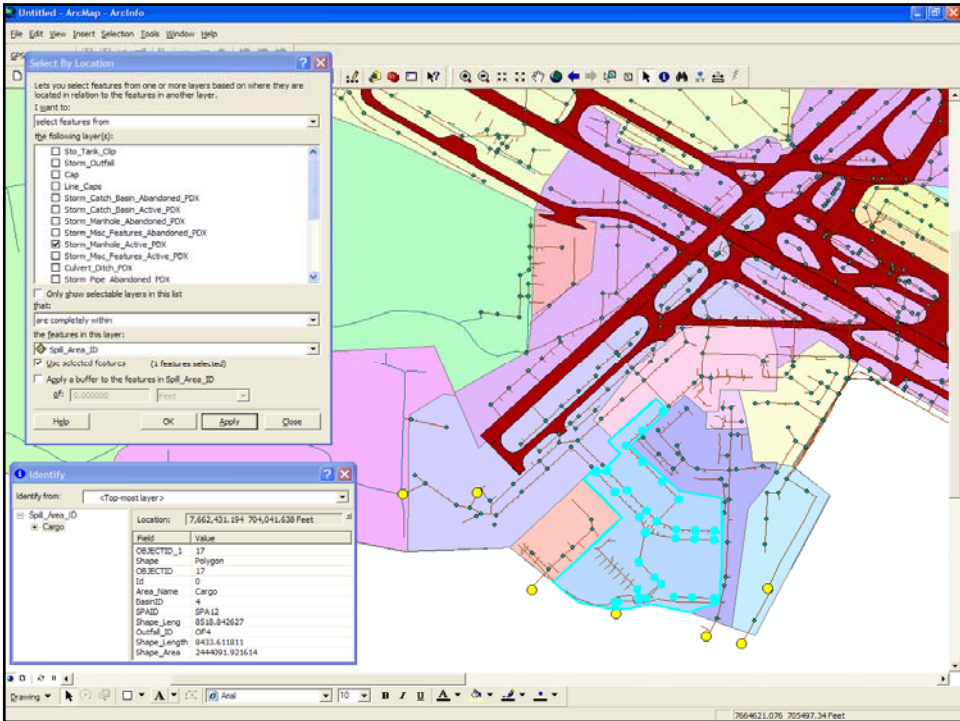 Untitled - ArcMap - ArcInfo
File Edit View Insert Selection Tools Window Help
GPS
Select By Location
Lets you select features from one or more layers based on where they are
located in relation to the features in another layer.
I want to:
select features from
the following layer(s):
Sto_Tank_Clip
Storm_Outfall
Cap
Line_Caps
Storm_Catch_Basin_Abandoned_PDX
Storm_Catch_Basin_Active_PDX
Storm_Manhole_Abandoned_PDX
Storm_Misc_Features_Abandoned_PDX
Storm_Manhole_Active_PDX
Storm_Misc_Features_Active_PDX
Culvert_Ditch_PDX
Storm_Pipe_Abandoned_PDX
Only show selectable layers in this list
that:
are completely within
the features in this layer:
Spill_Area_ID
Use selected features (1 features selected)
Apply a buffer to the features in Spill_Area_ID
of: 0.000000 Feet
Help OK Apply Close
Identify
Identify from: <Top-most layer>
Spill_Area_ID
Cargo
Location: 7,662,431.194 704,041.638 Feet
Field Value
OBJECTID_1 17
Shape Polygon
OBJECTID 17
Id 0
Area_Name Cargo
BasinID 4
SPAID SPA12
Shape_Leng 8518.842627
Outfall_ID OF4
Shape_Length 8433.611811
Shape_Area 2444091.921614
Drawing Arial 10 B I U A
7664621.076 705497.34 Feet